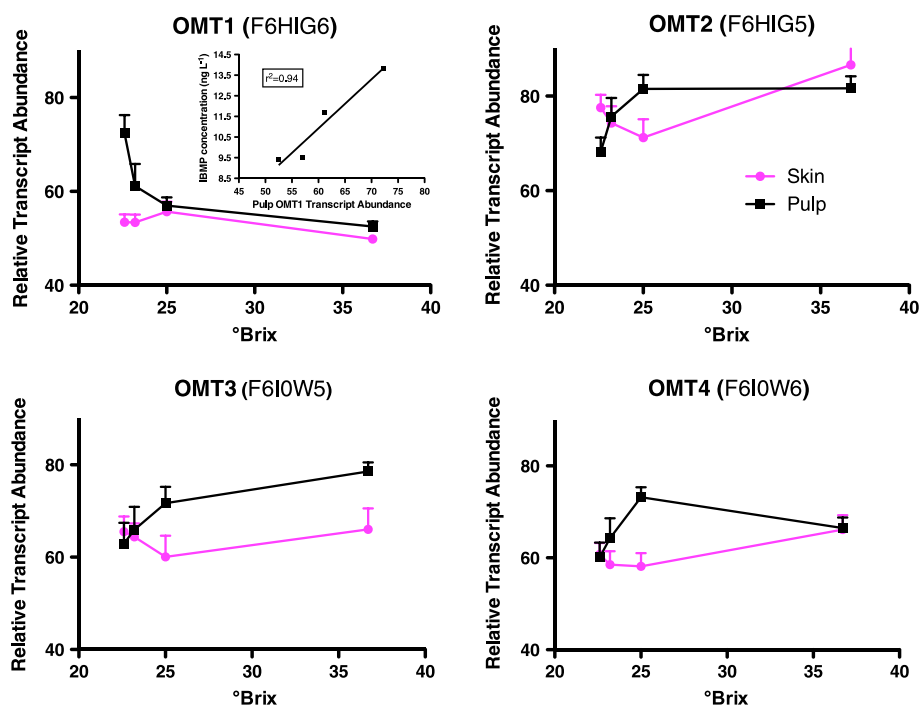 OMT1 (F6HIG6)
Relative Transcript Abundance
80
60
40
20 25 30 35 40
°Brix
IBMP concentration (ng L⁻¹)
14.5
13.5
12.5
11.5
10.5
9.5
8.5
r²=0.94
45 50 55 60 65 70 75 80
Pulp OMT1 Transcript Abundance
OMT2 (F6HIG5)
Relative Transcript Abundance
80
60
40
20 25 30 35 40
°Brix
Skin
Pulp
OMT3 (F6I0W5)
Relative Transcript Abundance
80
60
40
20 25 30 35 40
°Brix
OMT4 (F6I0W6)
Relative Transcript Abundance
80
60
40
20 25 30 35 40
°Brix